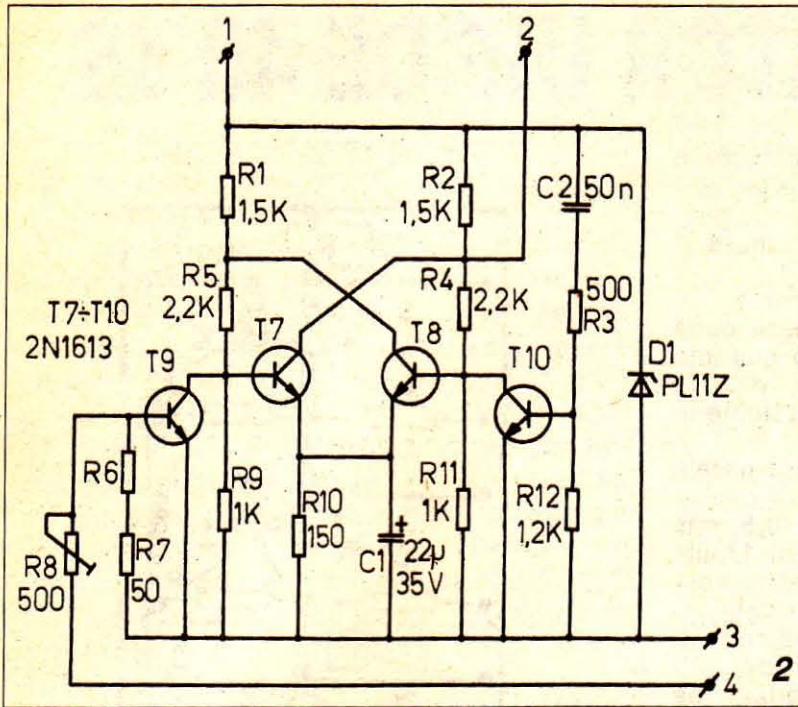 1
2
R1
1,5K
R2
1,5K
C2
50n
R5
2,2K
R4
2,2K
500
R3
T7÷T10
2N1613
T9
T7
T8
T10
D1
PL11Z
R6
R9
1K
R10
150
R11
1K
R12
1,2K
R7
50
R8
500
C1
+
22µ
35V
3
4
2